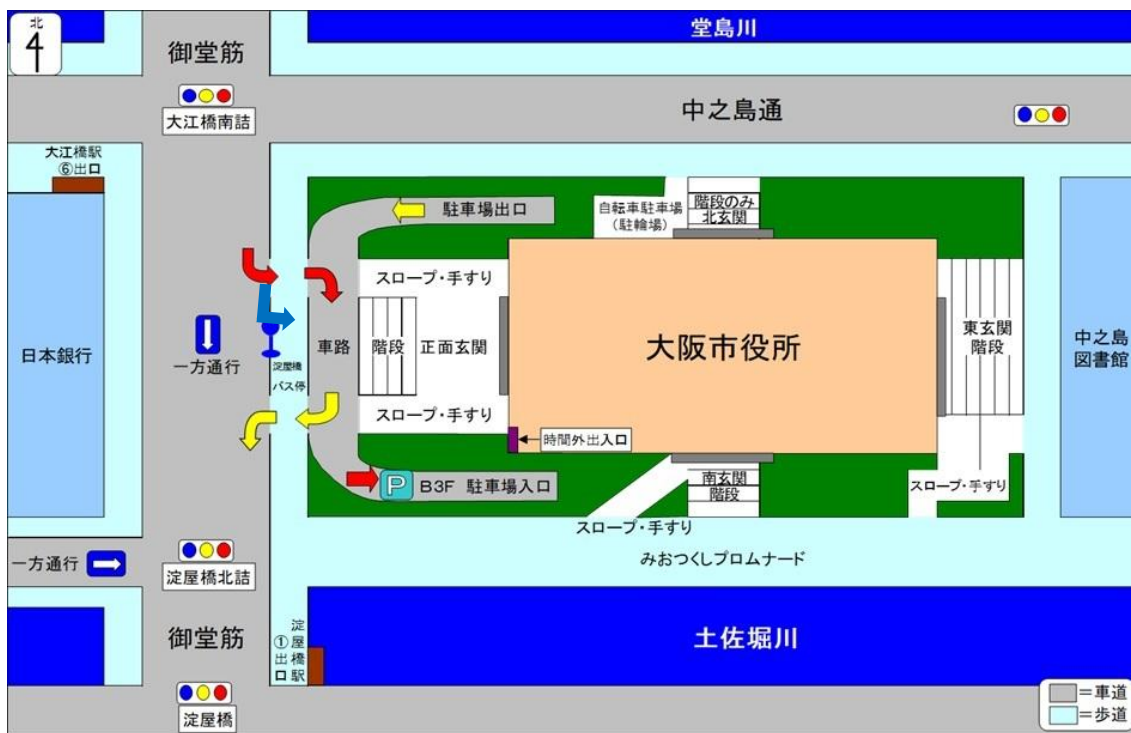 北
御堂筋
堂島川
大江橋南詰
中之島通
大江橋駅
⑥出口
駐車場出口
自転車駐車場
(駐輪場)
階段のみ
北玄関
スロープ・手すり
日本銀行
一方通行
淀屋橋
バス停
車路
階段
正面玄関
大阪市役所
東玄関
階段
中之島
図書館
スロープ・手すり
時間外出入口
P
B3F 駐車場入口
南玄関
階段
スロープ・手すり
スロープ・手すり
みおつくしプロムナード
一方通行
淀屋橋北詰
御堂筋
淀屋橋駅
①出口
土佐堀川
淀屋橋
=車道
=歩道